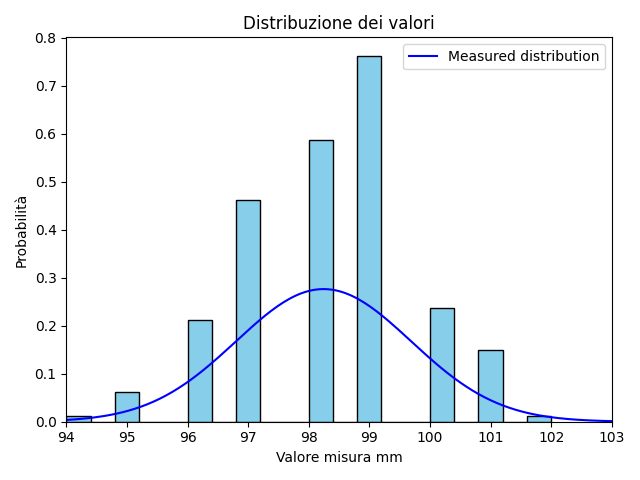 Distribuzione dei valori
Measured distribution
Probabilità
0.8
0.7
0.6
0.5
0.4
0.3
0.2
0.1
0.0
94 95 96 97 98 99 100 101 102 103
Valore misura mm